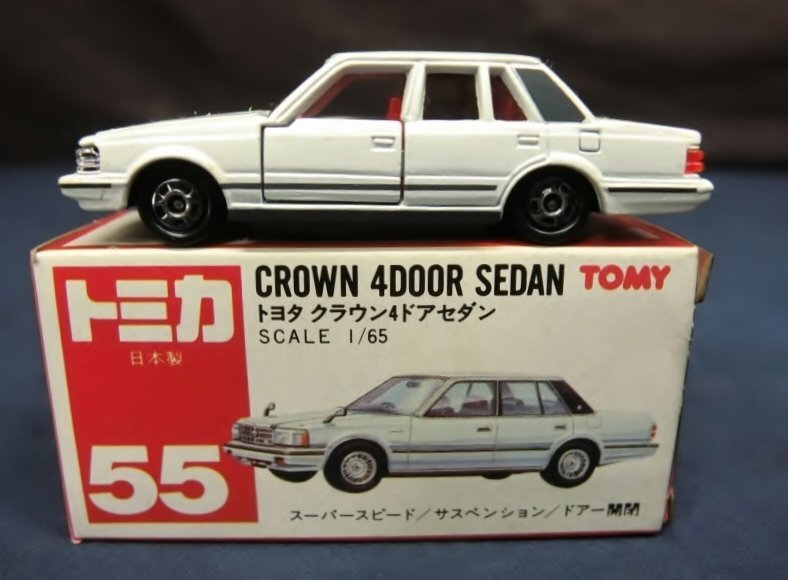 トミカ
日本製
55
CROWN 4DOOR SEDAN TOMY
トヨタ クラウン4ドアセダン
SCALE 1/65
スーパースピード/サスペンション/ドアー開閉